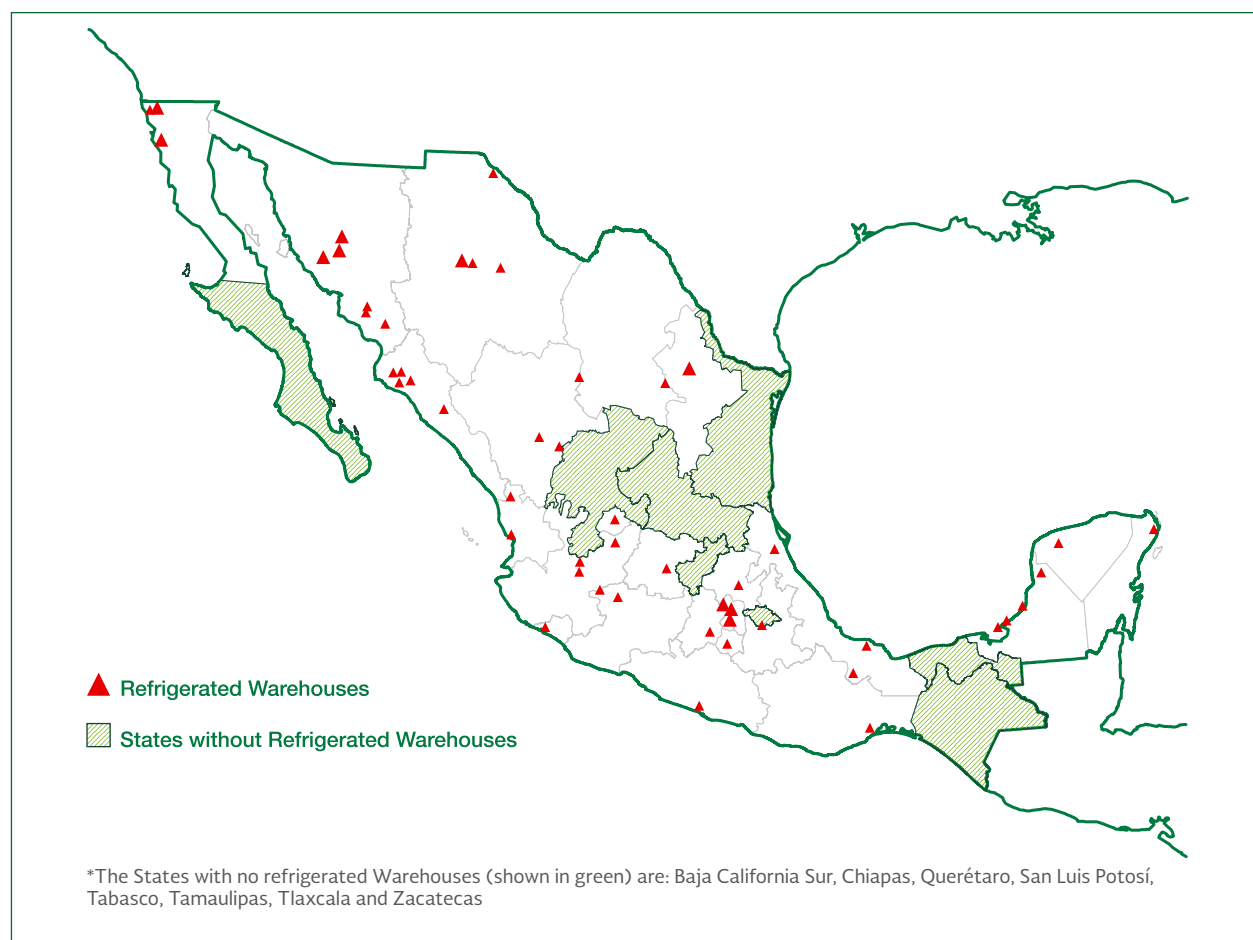 Refrigerated Warehouses
States without Refrigerated Warehouses
*The States with no refrigerated Warehouses (shown in green) are: Baja California Sur, Chiapas, Querétaro, San Luis Potosí,
Tabasco, Tamaulipas, Tlaxcala and Zacatecas